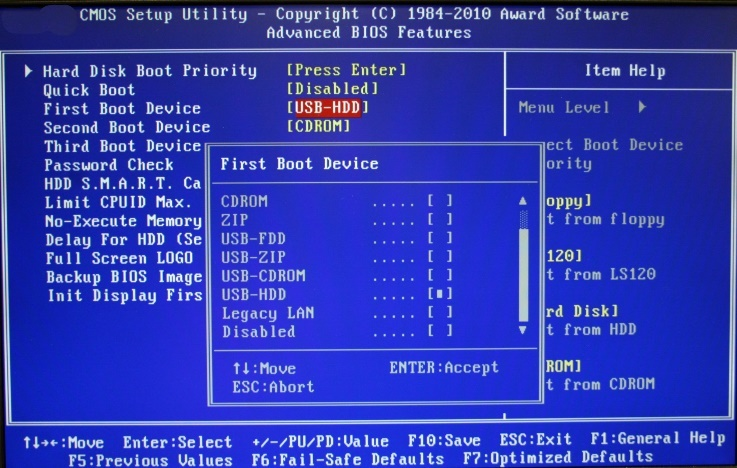 CMOS Setup Utility - Copyright (C) 1984-2010 Award Software
Advanced BIOS Features
Hard Disk Boot Priority [Press Enter]
Quick Boot [Disabled]
First Boot Device [USB-HDD]
Second Boot Device [CDROM]
Third Boot Device
Password Check
HDD S.M.A.R.T. Ca
Limit CPUID Max.
No-Execute Memory
Delay For HDD (Se
Full Screen LOGO
Backup BIOS Image
Init Display Firs
First Boot Device
CDROM ..... [ ]
ZIP ..... [ ]
USB-FDD ..... [ ]
USB-ZIP ..... [ ]
USB-CDROM ..... [ ]
USB-HDD ..... [■]
Legacy LAN ..... [ ]
Disabled ..... [ ]
↑↓:Move ENTER:Accept
ESC:Abort
Item Help
Menu Level ▶
ect Boot Device
ority
oppy]
t from floppy
120]
t from LS120
rd Disk]
t from HDD
ROM]
t from CDROM
↑↓→←:Move Enter:Select +/-/PU/PD:Value F10:Save ESC:Exit F1:General Help
F5:Previous Values F6:Fail-Safe Defaults F7:Optimized Defaults